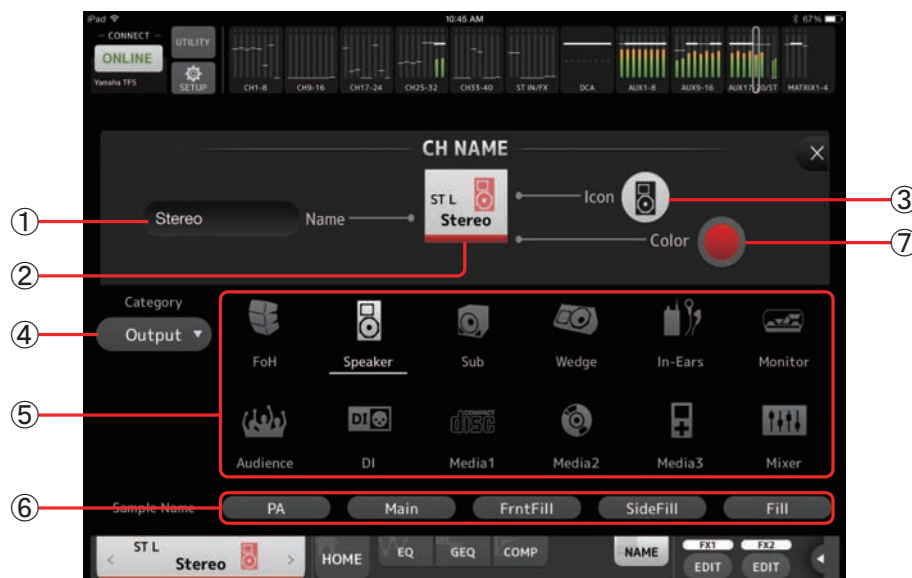 iPad 10:45 AM 67%
CONNECT
ONLINE
Yamaha TF5
UTILITY
SETUP
CH1-8 CH9-16 CH17-24 CH25-32 CH33-40 ST IN/FX DCA AUX1-8 AUX9-16 AUX17-20/ST MATRIX1-4
CH NAME
①
Stereo
Name
ST L
Stereo
Icon
③
Color
⑦
②
Category
④
Output
⑤
FoH Speaker Sub Wedge In-Ears Monitor
DI
COMPACT
disc
Audience DI Media1 Media2 Media3 Mixer
⑥
Sample Name PA Main FrntFill SideFill Fill
ST L
Stereo
HOME EQ GEQ COMP NAME
FX1 FX2
EDIT EDIT